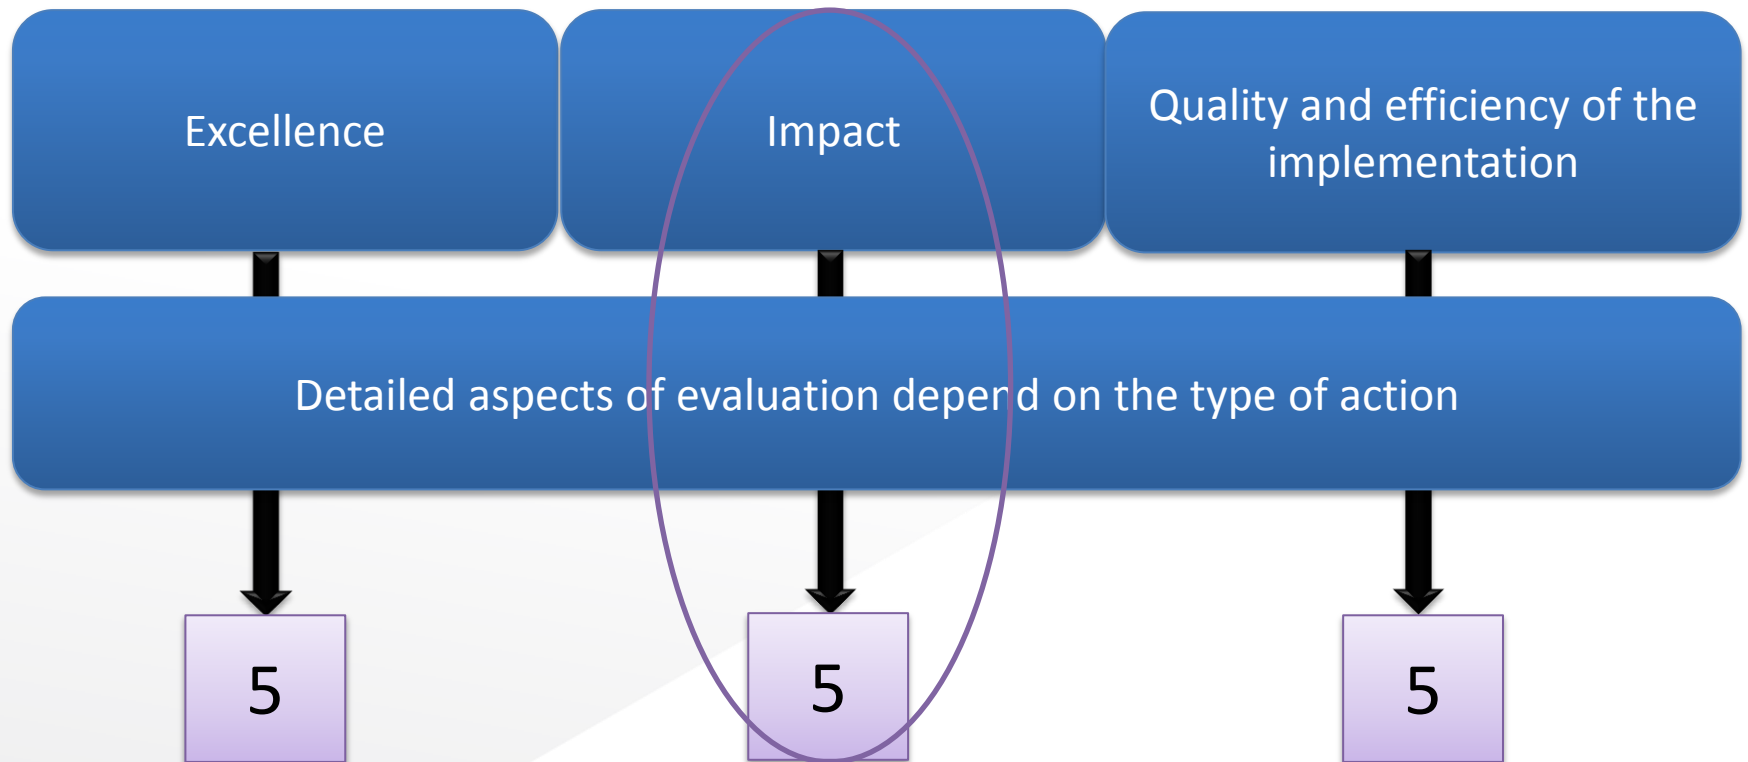 Excellence
Impact
Quality and efficiency of the
implementation
Detailed aspects of evaluation depend on the type of action
5
5
5